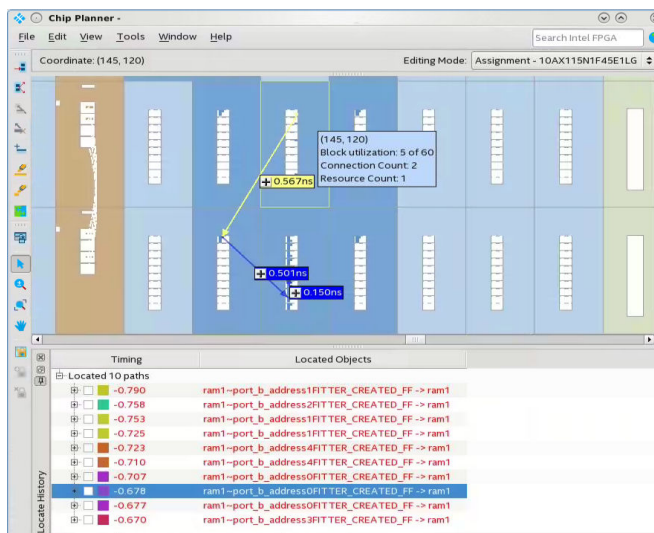 Chip Planner -
File Edit View Tools Window Help
Search Intel FPGA
Coordinate: (145, 120)
Editing Mode: Assignment - 10AX115N1F45E1LG
(145, 120)
Block utilization: 5 of 60
Connection Count: 2
Resource Count: 1
0.567ns
0.501ns
0.150ns
Locate History
Timing Located Objects
Located 10 paths
-0.790 ram1~port_b_address1FITTER_CREATED_FF -> ram1
-0.758 ram1~port_b_address2FITTER_CREATED_FF -> ram1
-0.753 ram1~port_b_address1FITTER_CREATED_FF -> ram1
-0.725 ram1~port_b_address1FITTER_CREATED_FF -> ram1
-0.723 ram1~port_b_address4FITTER_CREATED_FF -> ram1
-0.710 ram1~port_b_address4FITTER_CREATED_FF -> ram1
-0.707 ram1~port_b_address0FITTER_CREATED_FF -> ram1
-0.678 ram1~port_b_address0FITTER_CREATED_FF -> ram1
-0.677 ram1~port_b_address0FITTER_CREATED_FF -> ram1
-0.670 ram1~port_b_address3FITTER_CREATED_FF -> ram1